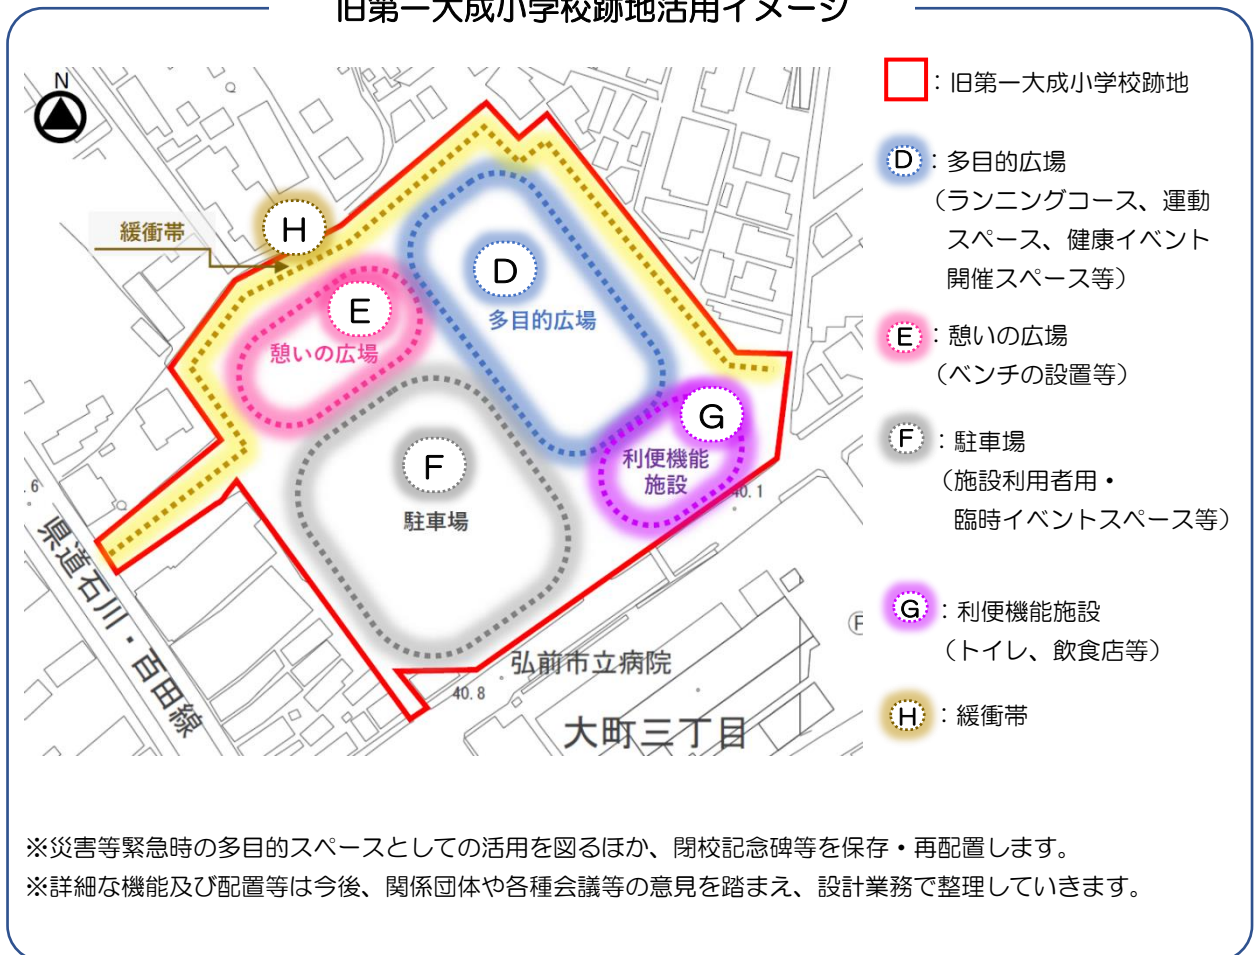 旧第一大成小学校跡地活用イメージ
N
：旧第一大成小学校跡地
D：多目的広場
（ランニングコース、運動
スペース、健康イベント
開催スペース等）
E：憩いの広場
（ベンチの設置等）
F：駐車場
（施設利用者用・
臨時イベントスペース等）
G：利便機能施設
（トイレ、飲食店等）
H：緩衝帯
緩衝帯
H
D
多目的広場
E
憩いの広場
G
利便機能
施設
F
駐車場
40.1
.6
県道石川・百田線
弘前市立病院
40.8
大町三丁目
※災害等緊急時の多目的スペースとしての活用を図るほか、閉校記念碑等を保存・再配置します。
※詳細な機能及び配置等は今後、関係団体や各種会議等の意見を踏まえ、設計業務で整理していきます。